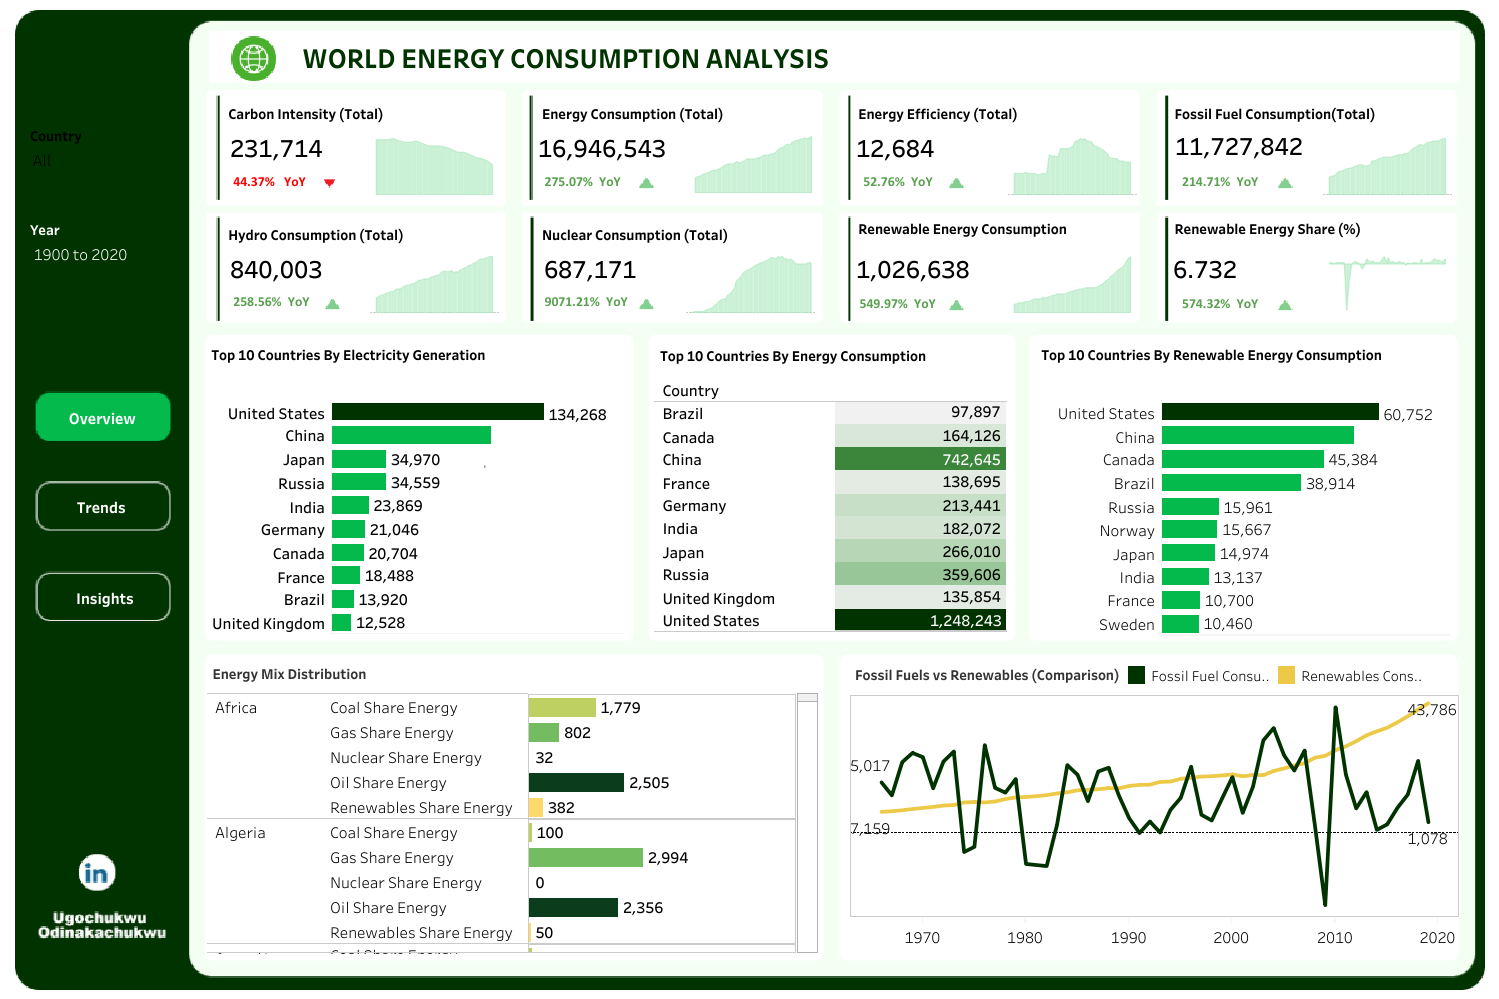 WORLD ENERGY CONSUMPTION ANALYSIS
Country
All
Year
1900 to 2020
Overview
Trends
Insights
in
Ugochukwu
Odinakachukwu
Carbon Intensity (Total)
231,714
44.37% YoY
Energy Consumption (Total)
16,946,543
275.07% YoY
Energy Efficiency (Total)
12,684
52.76% YoY
Fossil Fuel Consumption(Total)
11,727,842
214.71% YoY
Hydro Consumption (Total)
840,003
258.56% YoY
Nuclear Consumption (Total)
687,171
9071.21% YoY
Renewable Energy Consumption
1,026,638
549.97% YoY
Renewable Energy Share (%)
6.732
574.32% YoY
Top 10 Countries By Electricity Generation
United States 134,268
China
Japan 34,970
Russia 34,559
India 23,869
Germany 21,046
Canada 20,704
France 18,488
Brazil 13,920
United Kingdom 12,528
Top 10 Countries By Energy Consumption
Country
Brazil 97,897
Canada 164,126
China 742,645
France 138,695
Germany 213,441
India 182,072
Japan 266,010
Russia 359,606
United Kingdom 135,854
United States 1,248,243
Top 10 Countries By Renewable Energy Consumption
United States 60,752
China
Canada 45,384
Brazil 38,914
Russia 15,961
Norway 15,667
Japan 14,974
India 13,137
France 10,700
Sweden 10,460
Energy Mix Distribution
Africa Coal Share Energy 1,779
Gas Share Energy 802
Nuclear Share Energy 32
Oil Share Energy 2,505
Renewables Share Energy 382
Algeria Coal Share Energy 100
Gas Share Energy 2,994
Nuclear Share Energy 0
Oil Share Energy 2,356
Renewables Share Energy 50
Fossil Fuels vs Renewables (Comparison) Fossil Fuel Consu.. Renewables Cons..
43,786
5,017
7,159
1,078
1970 1980 1990 2000 2010 2020